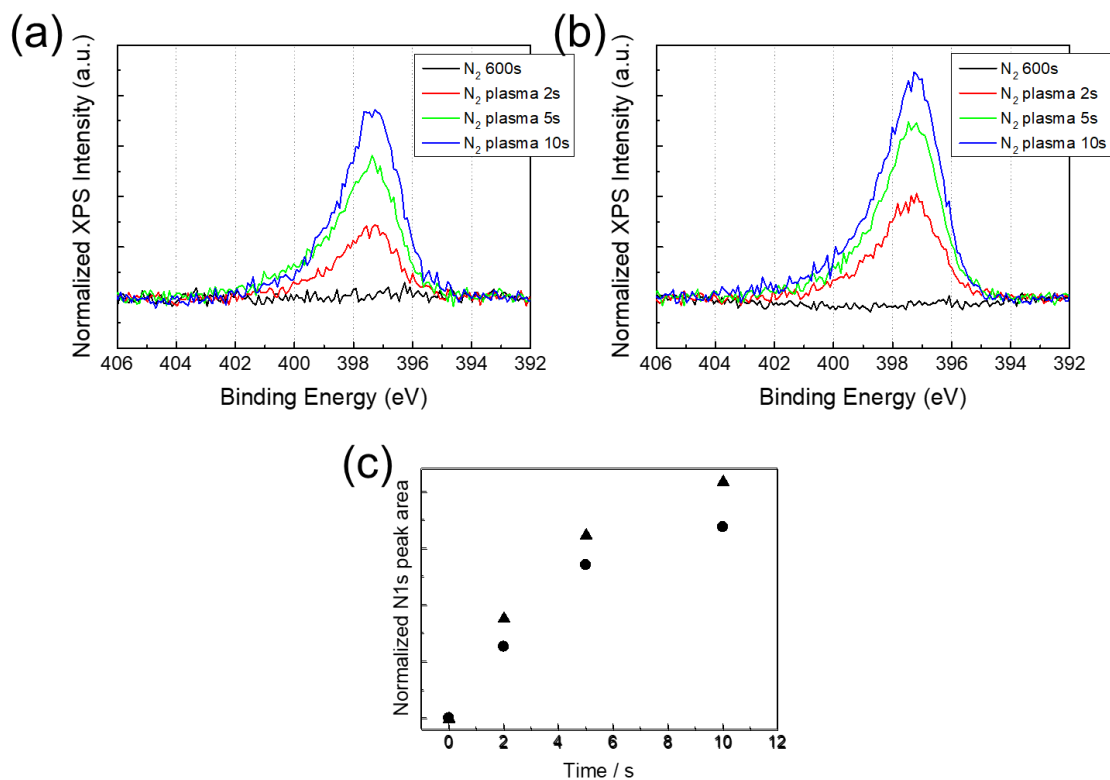 (a)
Normalized XPS Intensity (a.u.)
N₂ 600s
N₂ plasma 2s
N₂ plasma 5s
N₂ plasma 10s
406 404 402 400 398 396 394 392
Binding Energy (eV)
(b)
Normalized XPS Intensity (a.u.)
N₂ 600s
N₂ plasma 2s
N₂ plasma 5s
N₂ plasma 10s
406 404 402 400 398 396 394 392
Binding Energy (eV)
(c)
Normalized N1s peak area
0 2 4 6 8 10 12
Time / s